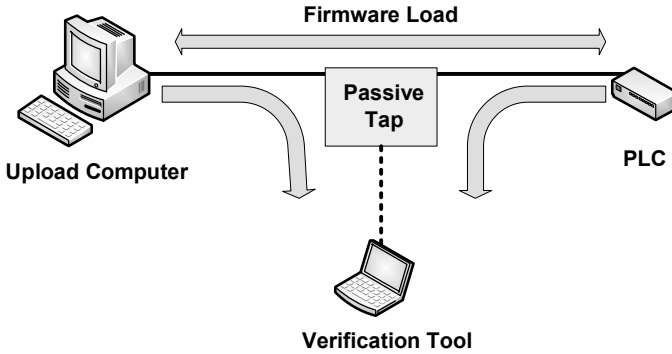 Firmware Load
Passive
Tap
Upload Computer
PLC
Verification Tool